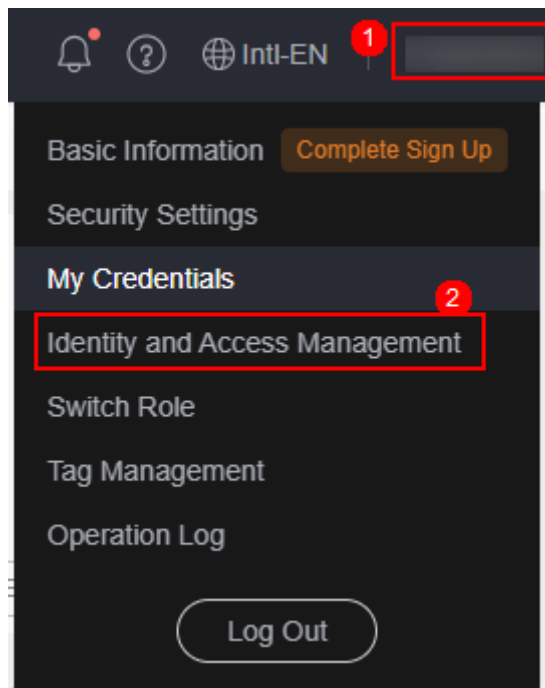 Intl-EN 1
Basic Information Complete Sign Up
Security Settings
My Credentials
2
Identity and Access Management
Switch Role
Tag Management
Operation Log
Log Out